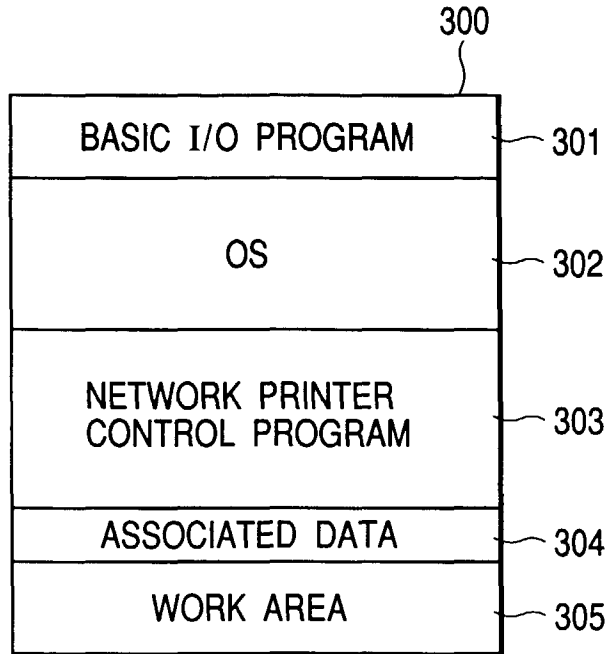 300
BASIC I/O PROGRAM
301
OS
302
NETWORK PRINTER
CONTROL PROGRAM
303
ASSOCIATED DATA
304
WORK AREA
305